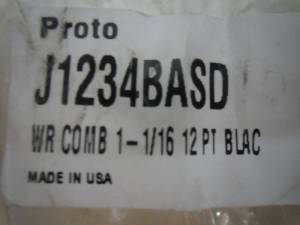 Proto
J1234BASD
WR COMB 1-1/16 12 PT BLAC
MADE IN USA